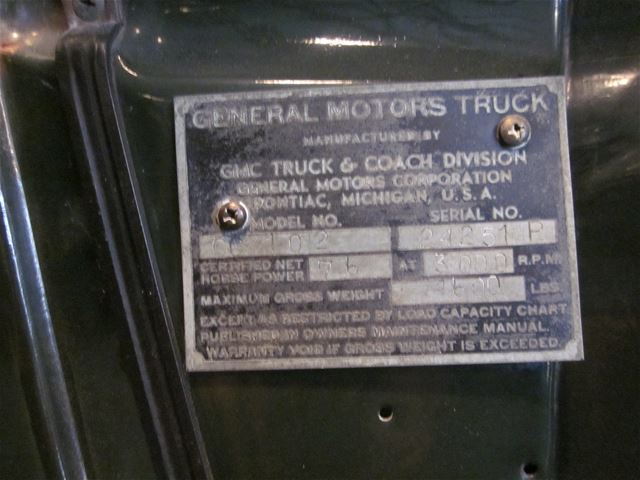 GENERAL MOTORS TRUCK
MANUFACTURED BY
GMC TRUCK & COACH DIVISION
GENERAL MOTORS CORPORATION
PONTIAC, MICHIGAN, U.S.A.
MODEL NO. SERIAL NO.
102 24251 P
CERTIFIED NET
HORSE POWER AT 3000 R.P.M.
MAXIMUM GROSS WEIGHT LBS.
EXCEPT AS RESTRICTED BY LOAD CAPACITY CHART
PUBLISHED IN OWNERS MAINTENANCE MANUAL.
WARRANTY VOID IF GROSS WEIGHT IS EXCEEDED.